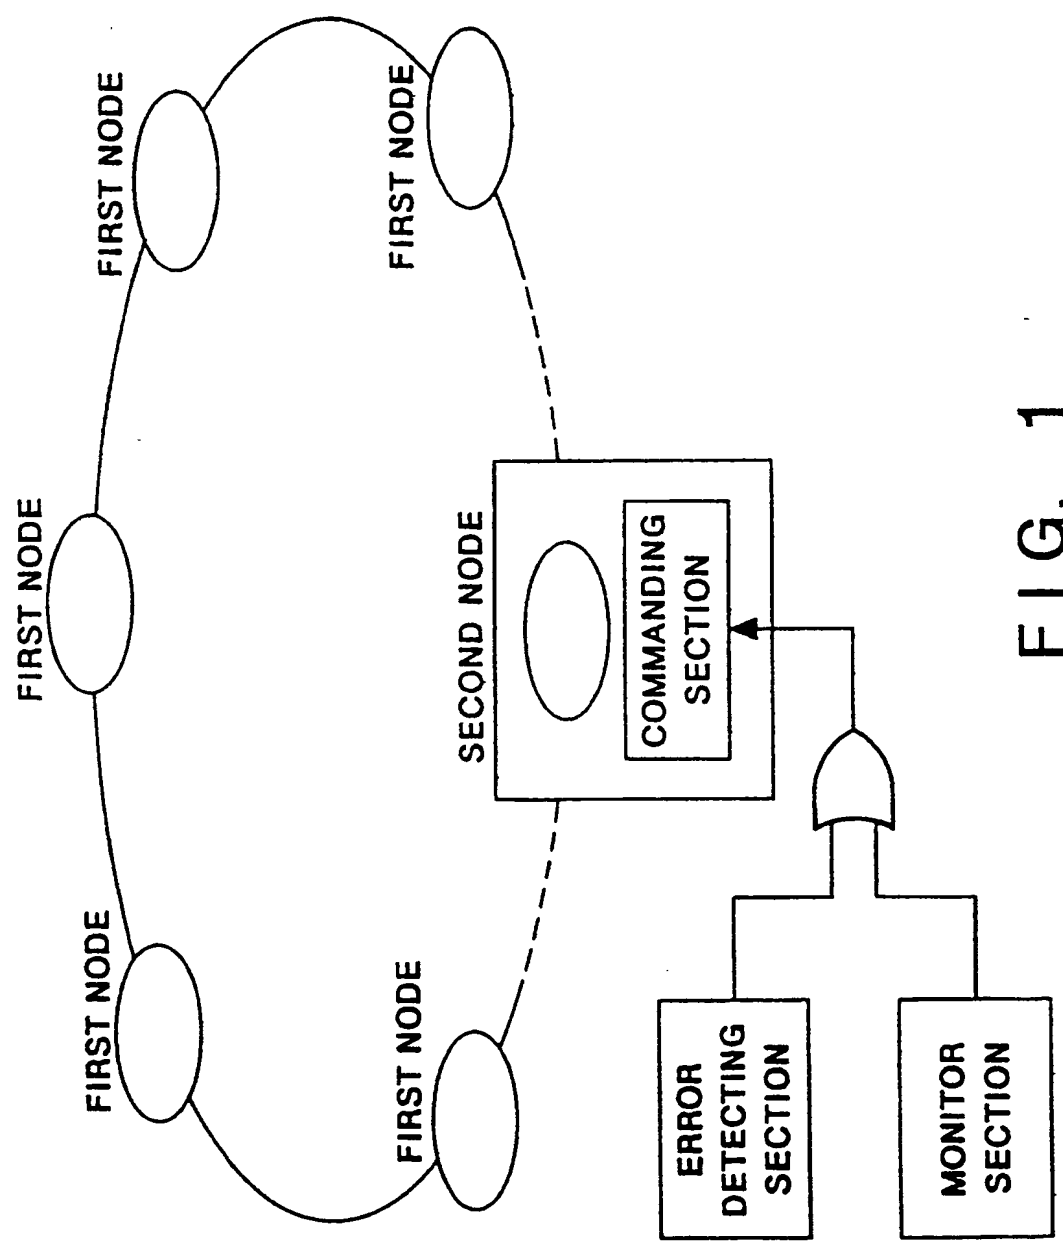 FIRST NODE
FIRST NODE
FIRST NODE
FIRST NODE
FIRST NODE
SECOND NODE
COMMANDING
SECTION
ERROR
DETECTING
SECTION
MONITOR
SECTION
FIG. 1